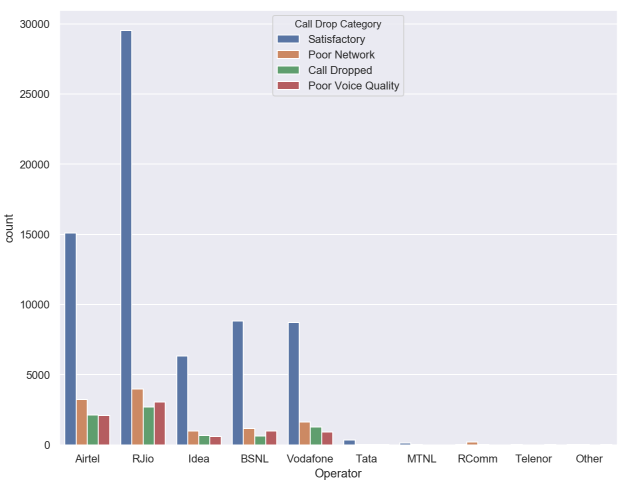 30000
25000
20000
15000
10000
5000
0
count
Call Drop Category
Satisfactory
Poor Network
Call Dropped
Poor Voice Quality
Airtel RJio Idea BSNL Vodafone Tata MTNL RComm Telenor Other
Operator